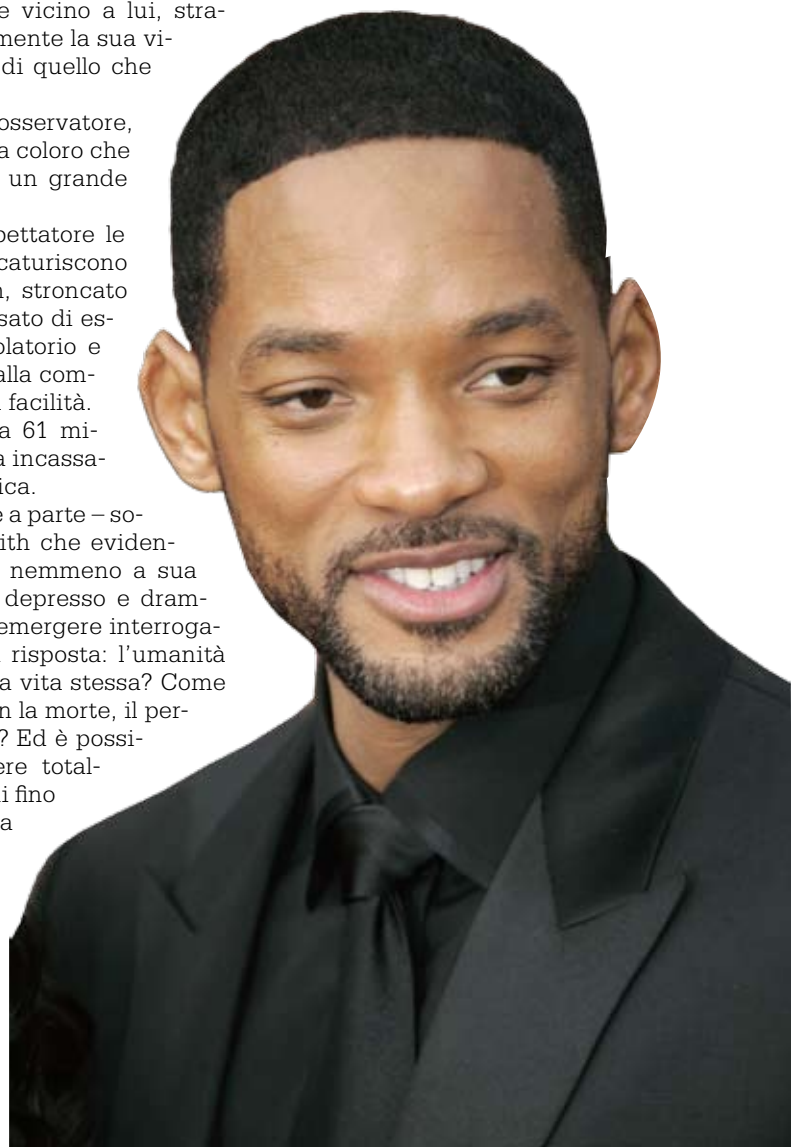 e vicino a lui, stra-
mente la sua vi-
di quello che
osservatore,
a coloro che
un grande
pettatore le
caturiscono
n, stroncato
sato di es-
olatorio e
alla com-
facilità.
a 61 mi-
a incassa-
ica.
e a parte – so-
ith che eviden-
nemmeno a sua
depresso e dram-
emergere interroga-
risposta: l’umanità
a vita stessa? Come
n la morte, il per-
? Ed è possi-
ere total-
i fino
a